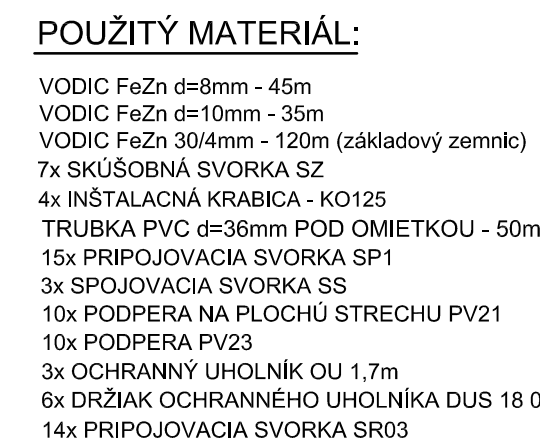 POUŽITÝ MATERIÁL:
VODIC FeZn d=8mm - 45m
VODIC FeZn d=10mm - 35m
VODIC FeZn 30/4mm - 120m (základový zemnic)
7x SKÚŠOBNÁ SVORKA SZ
4x INŠTALACNÁ KRABICA - KO125
TRUBKA PVC d=36mm POD OMIETKOU - 50m
15x PRIPOJOVACIA SVORKA SP1
3x SPOJOVACIA SVORKA SS
10x PODPERA NA PLOCHÚ STRECHU PV21
10x PODPERA PV23
3x OCHRANNÝ UHOLNÍK OU 1,7m
6x DRŽIAK OCHRANNÉHO UHOLNÍKA DUS 18 0
14x PRIPOJOVACIA SVORKA SR03